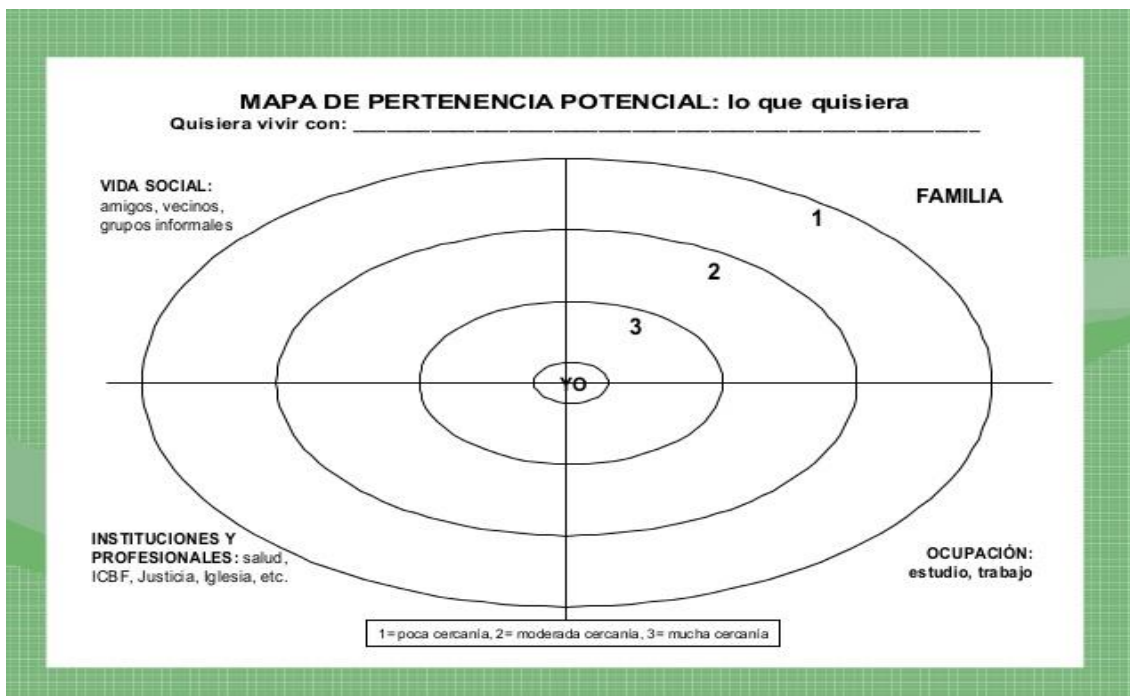 MAPA DE PERTENENCIA POTENCIAL: lo que quisiera
Quisiera vivir con: ____________________________________________________________
VIDA SOCIAL:
amigos, vecinos,
grupos informales
FAMILIA
1
2
3
YO
INSTITUCIONES Y
PROFESIONALES: salud,
ICBF, Justicia, Iglesia, etc.
OCUPACIÓN:
estudio, trabajo
1= poca cercanía, 2= moderada cercanía, 3= mucha cercanía